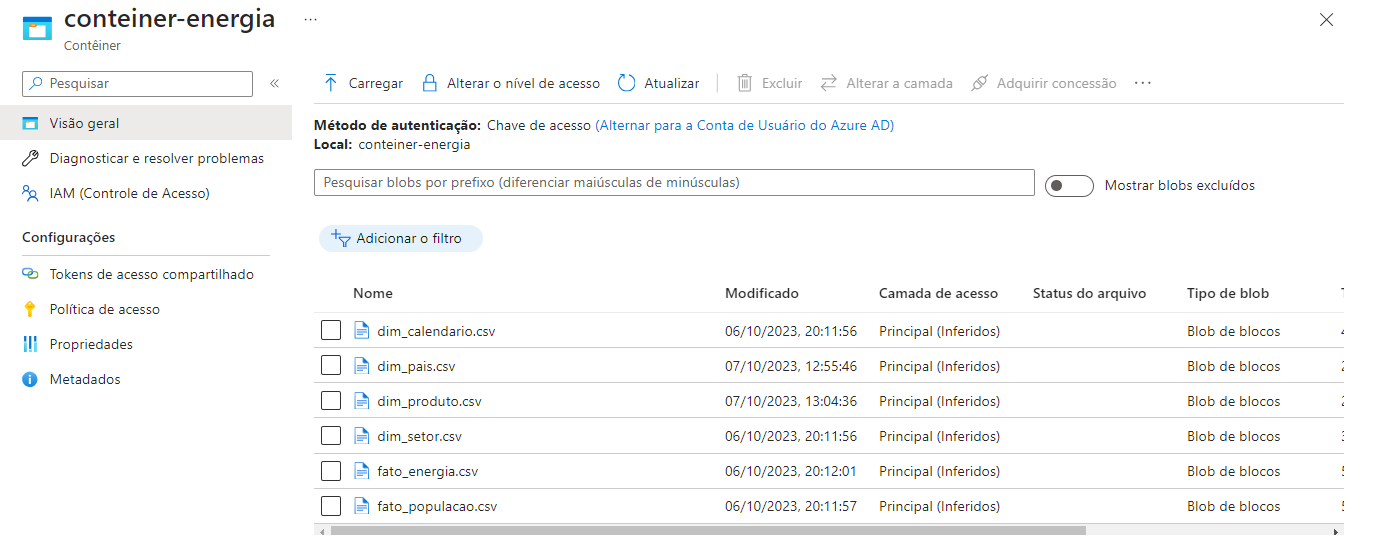 conteiner-energia ...
Contêiner
Pesquisar «
Visão geral
Diagnosticar e resolver problemas
IAM (Controle de Acesso)
Configurações
Tokens de acesso compartilhado
Política de acesso
Propriedades
Metadados
Carregar Alterar o nível de acesso Atualizar Excluir Alterar a camada Adquirir concessão ...
Método de autenticação: Chave de acesso (Alternar para a Conta de Usuário do Azure AD)
Local: conteiner-energia
Pesquisar blobs por prefixo (diferenciar maiúsculas de minúsculas) Mostrar blobs excluídos
Adicionar o filtro
Nome Modificado Camada de acesso Status do arquivo Tipo de blob
dim_calendario.csv 06/10/2023, 20:11:56 Principal (Inferidos) Blob de blocos
dim_pais.csv 07/10/2023, 12:55:46 Principal (Inferidos) Blob de blocos
dim_produto.csv 07/10/2023, 13:04:36 Principal (Inferidos) Blob de blocos
dim_setor.csv 06/10/2023, 20:11:56 Principal (Inferidos) Blob de blocos
fato_energia.csv 06/10/2023, 20:12:01 Principal (Inferidos) Blob de blocos
fato_populacao.csv 06/10/2023, 20:11:57 Principal (Inferidos) Blob de blocos